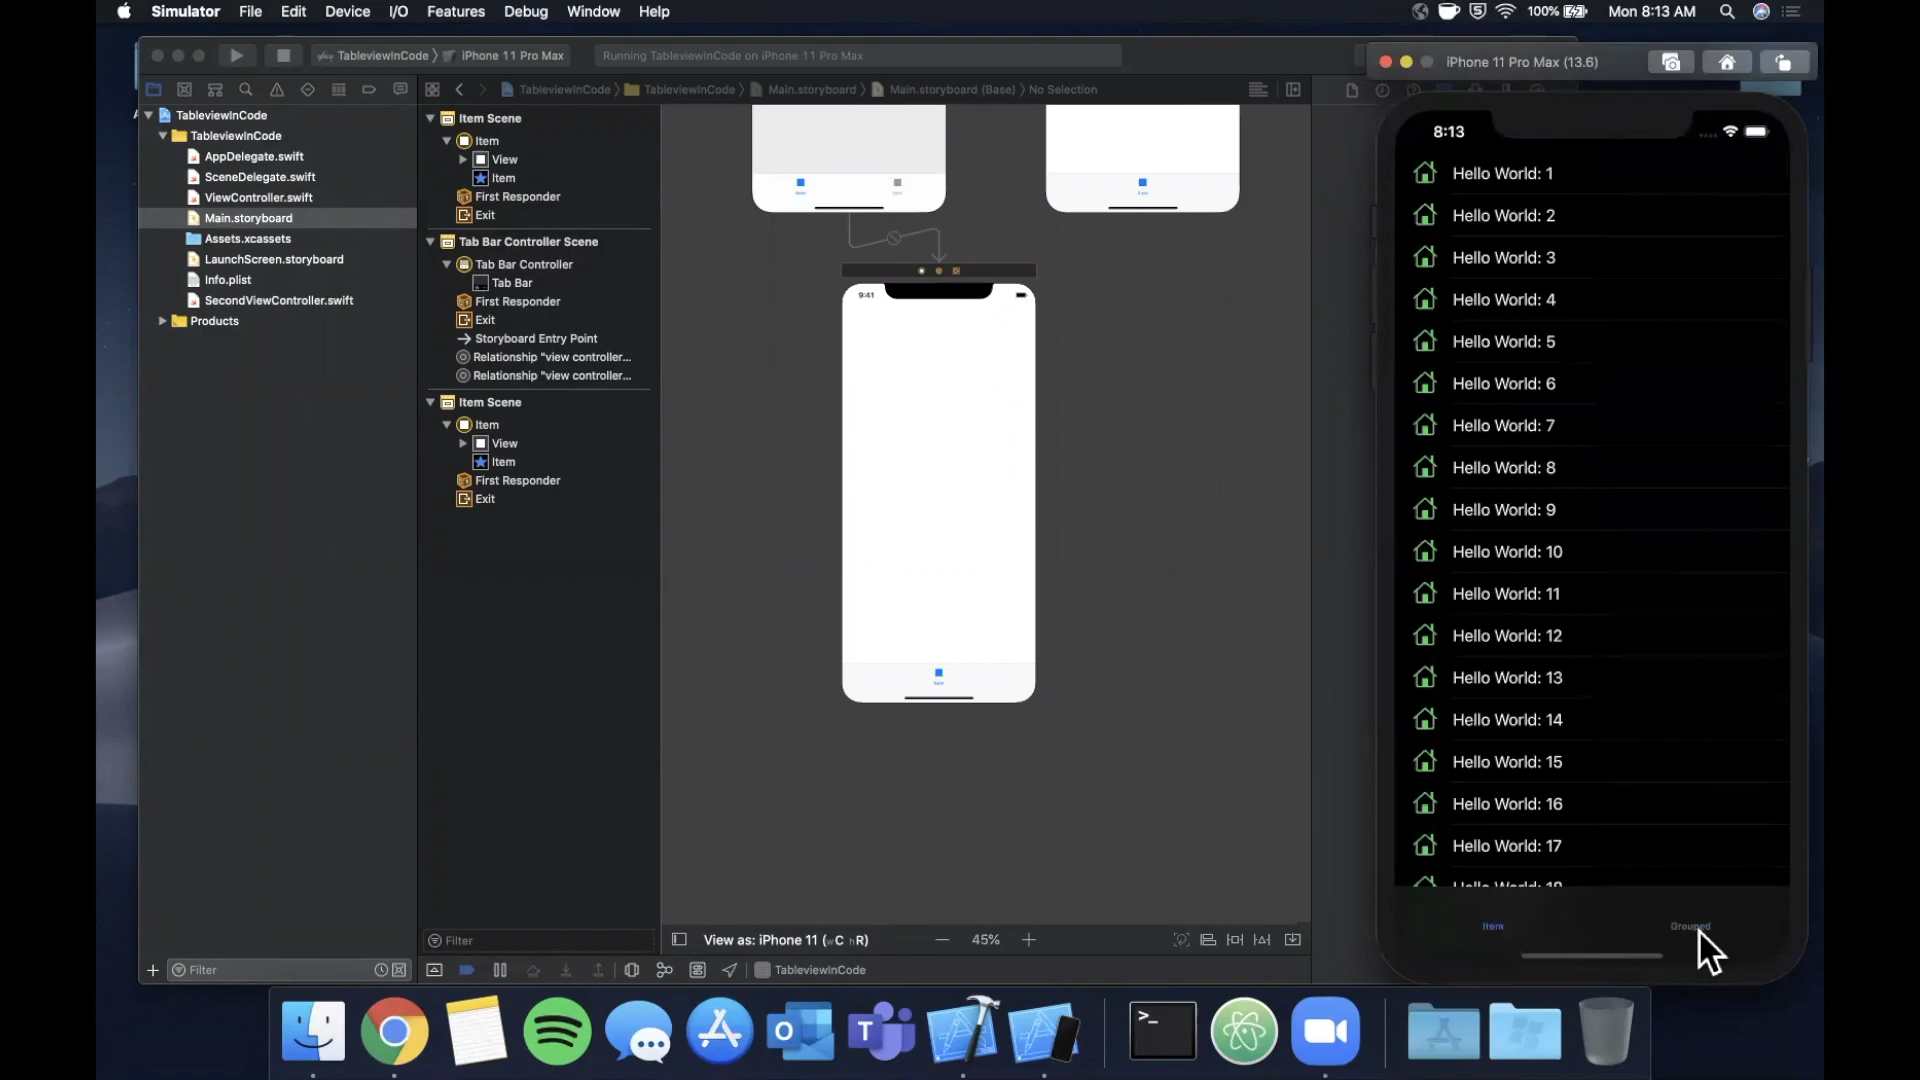 Simulator File Edit Device I/O Features Debug Window Help
100% Mon 8:13 AM
TableviewInCode iPhone 11 Pro Max
Running TableviewInCode on iPhone 11 Pro Max
iPhone 11 Pro Max (13.6)
TableviewInCode TableviewInCode Main.storyboard Main.storyboard (Base) No Selection
TableviewInCode
TableviewInCode
AppDelegate.swift
SceneDelegate.swift
ViewController.swift
Main.storyboard
Assets.xcassets
LaunchScreen.storyboard
Info.plist
SecondViewController.swift
Products
Filter
Item Scene
Item
View
Item
First Responder
Exit
Tab Bar Controller Scene
Tab Bar Controller
Tab Bar
First Responder
Exit
Storyboard Entry Point
Relationship "view controller...
Relationship "view controller...
Item Scene
Item
View
Item
First Responder
Exit
Filter
9:41
View as: iPhone 11 (wC hR)
45%
TableviewInCode
8:13
Hello World: 1
Hello World: 2
Hello World: 3
Hello World: 4
Hello World: 5
Hello World: 6
Hello World: 7
Hello World: 8
Hello World: 9
Hello World: 10
Hello World: 11
Hello World: 12
Hello World: 13
Hello World: 14
Hello World: 15
Hello World: 16
Hello World: 17
Hello World: 18
Item Grouped